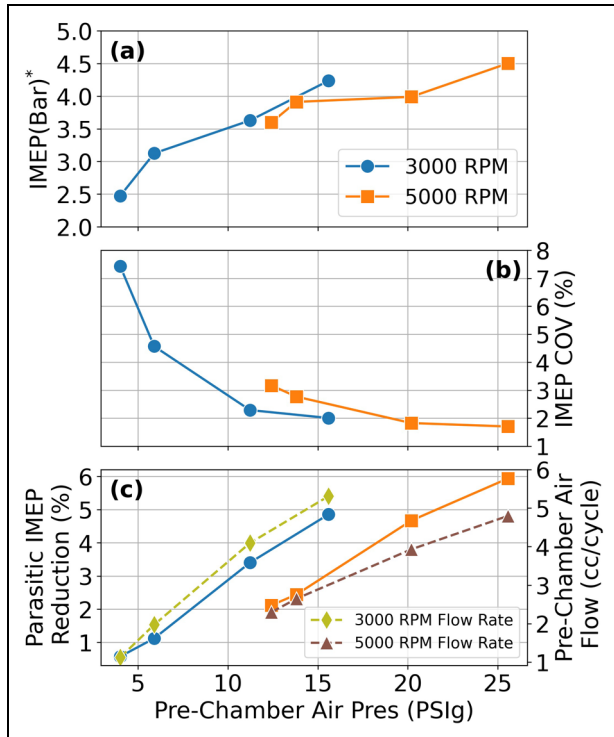 (a)
IMEP(Bar)*
5.0
4.5
4.0
3.5
3.0
2.5
2.0
3000 RPM
5000 RPM
(b)
IMEP COV (%)
8
7
6
5
4
3
2
1
(c)
Parasitic IMEP
Reduction (%)
6
5
4
3
2
1
3000 RPM Flow Rate
5000 RPM Flow Rate
6
5
4
3
2
1
Pre-Chamber Air
Flow (cc/cycle)
5 10 15 20 25
Pre-Chamber Air Pres (PSIg)